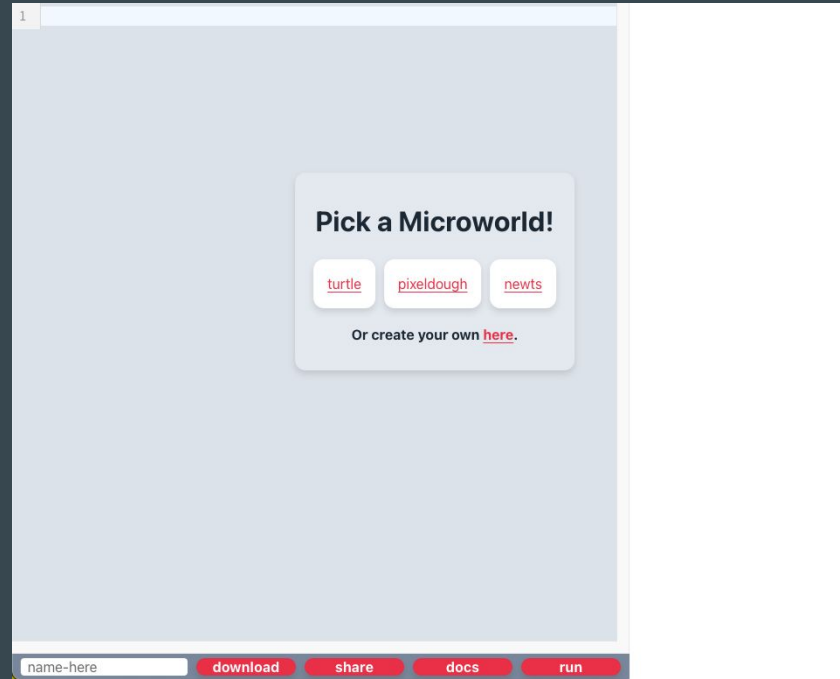 1
Pick a Microworld!
turtle pixeldough newts
Or create your own here.
name-here download share docs run